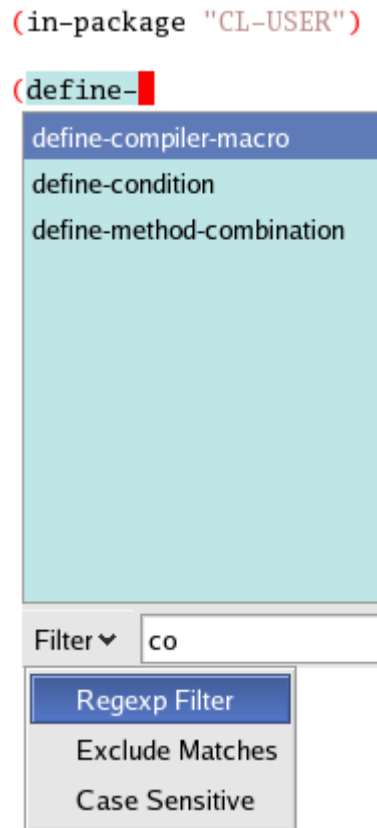 (in-package "CL-USER")
(define-
define-compiler-macro
define-condition
define-method-combination
Filter co
Regexp Filter
Exclude Matches
Case Sensitive